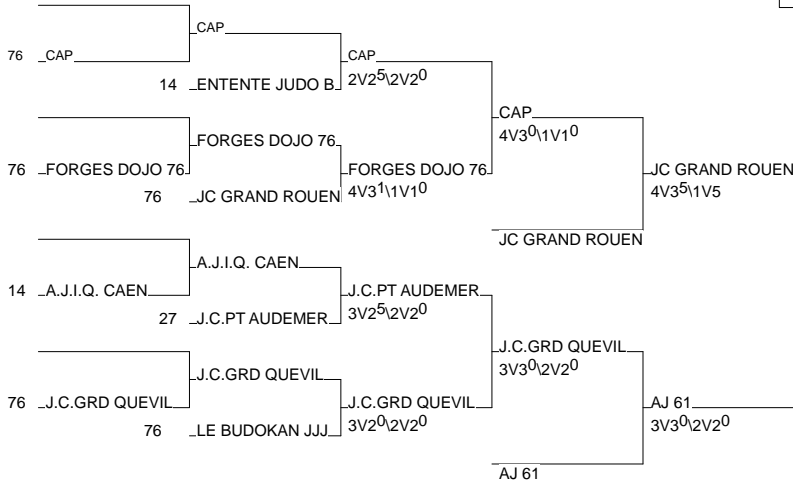 CAP
76 CAP
CAP
14 ENTENTE JUDO B
2V2⁵\2V2⁰
CAP
4V3⁰\1V1⁰
FORGES DOJO 76
76 FORGES DOJO 76
FORGES DOJO 76
JC GRAND ROUEN
76 JC GRAND ROUEN
4V3¹\1V1⁰
4V3⁵\1V5
JC GRAND ROUEN
A.J.I.Q. CAEN
14 A.J.I.Q. CAEN
J.C.PT AUDEMER
27 J.C.PT AUDEMER
3V2⁵\2V2⁰
J.C.GRD QUEVIL
3V3⁰\2V2⁰
J.C.GRD QUEVIL
76 J.C.GRD QUEVIL
J.C.GRD QUEVIL
AJ 61
76 LE BUDOKAN JJJ
3V2⁰\2V2⁰
3V3⁰\2V2⁰
AJ 61